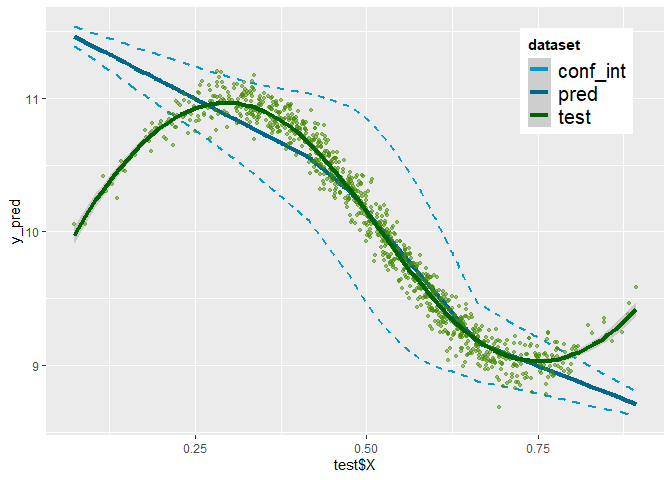 dataset
conf_int
pred
test
11
10
9
y_pred
0.25
0.50
0.75
test$X